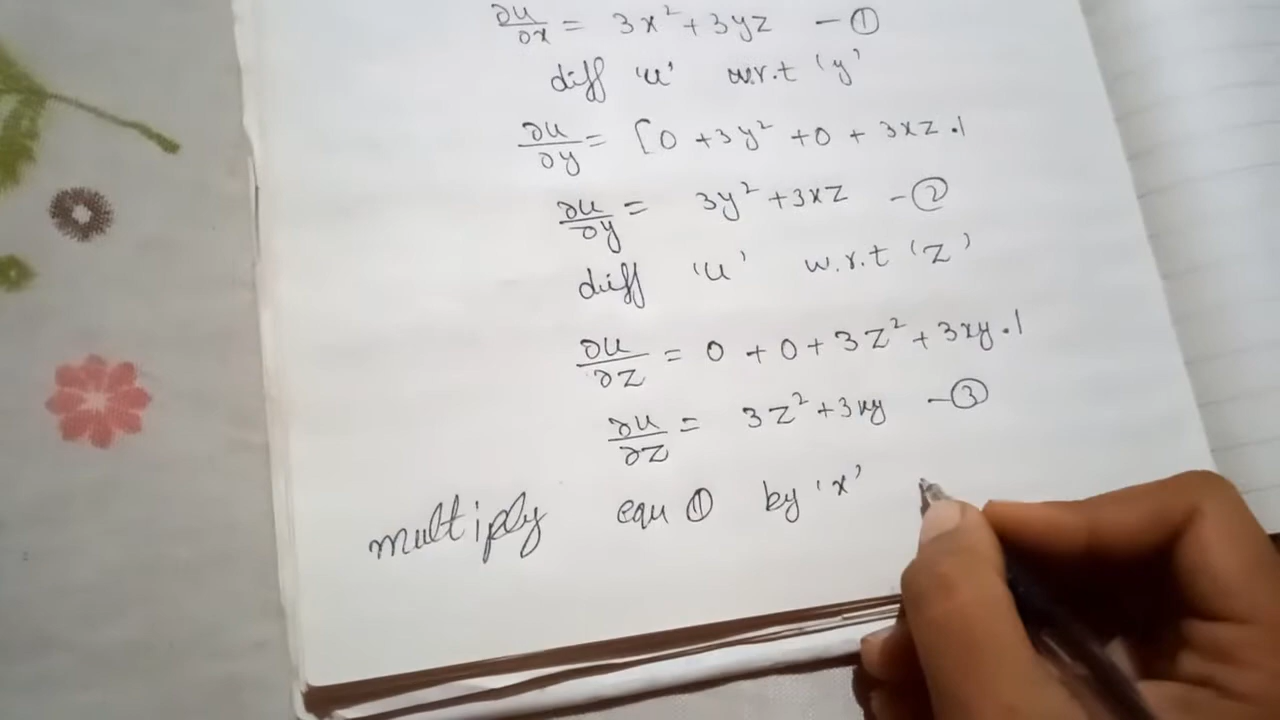 ∂u/∂x = 3x² + 3yz – ①
diff 'u' w.r.t 'y'
∂u/∂y = [0 + 3y² + 0 + 3xz . 1
∂u/∂y = 3y² + 3xz – ②
diff 'u' w.r.t 'z'
∂u/∂z = 0 + 0 + 3z² + 3xy . 1
∂u/∂z = 3z² + 3xy – ③
multiply equ ① by 'x'